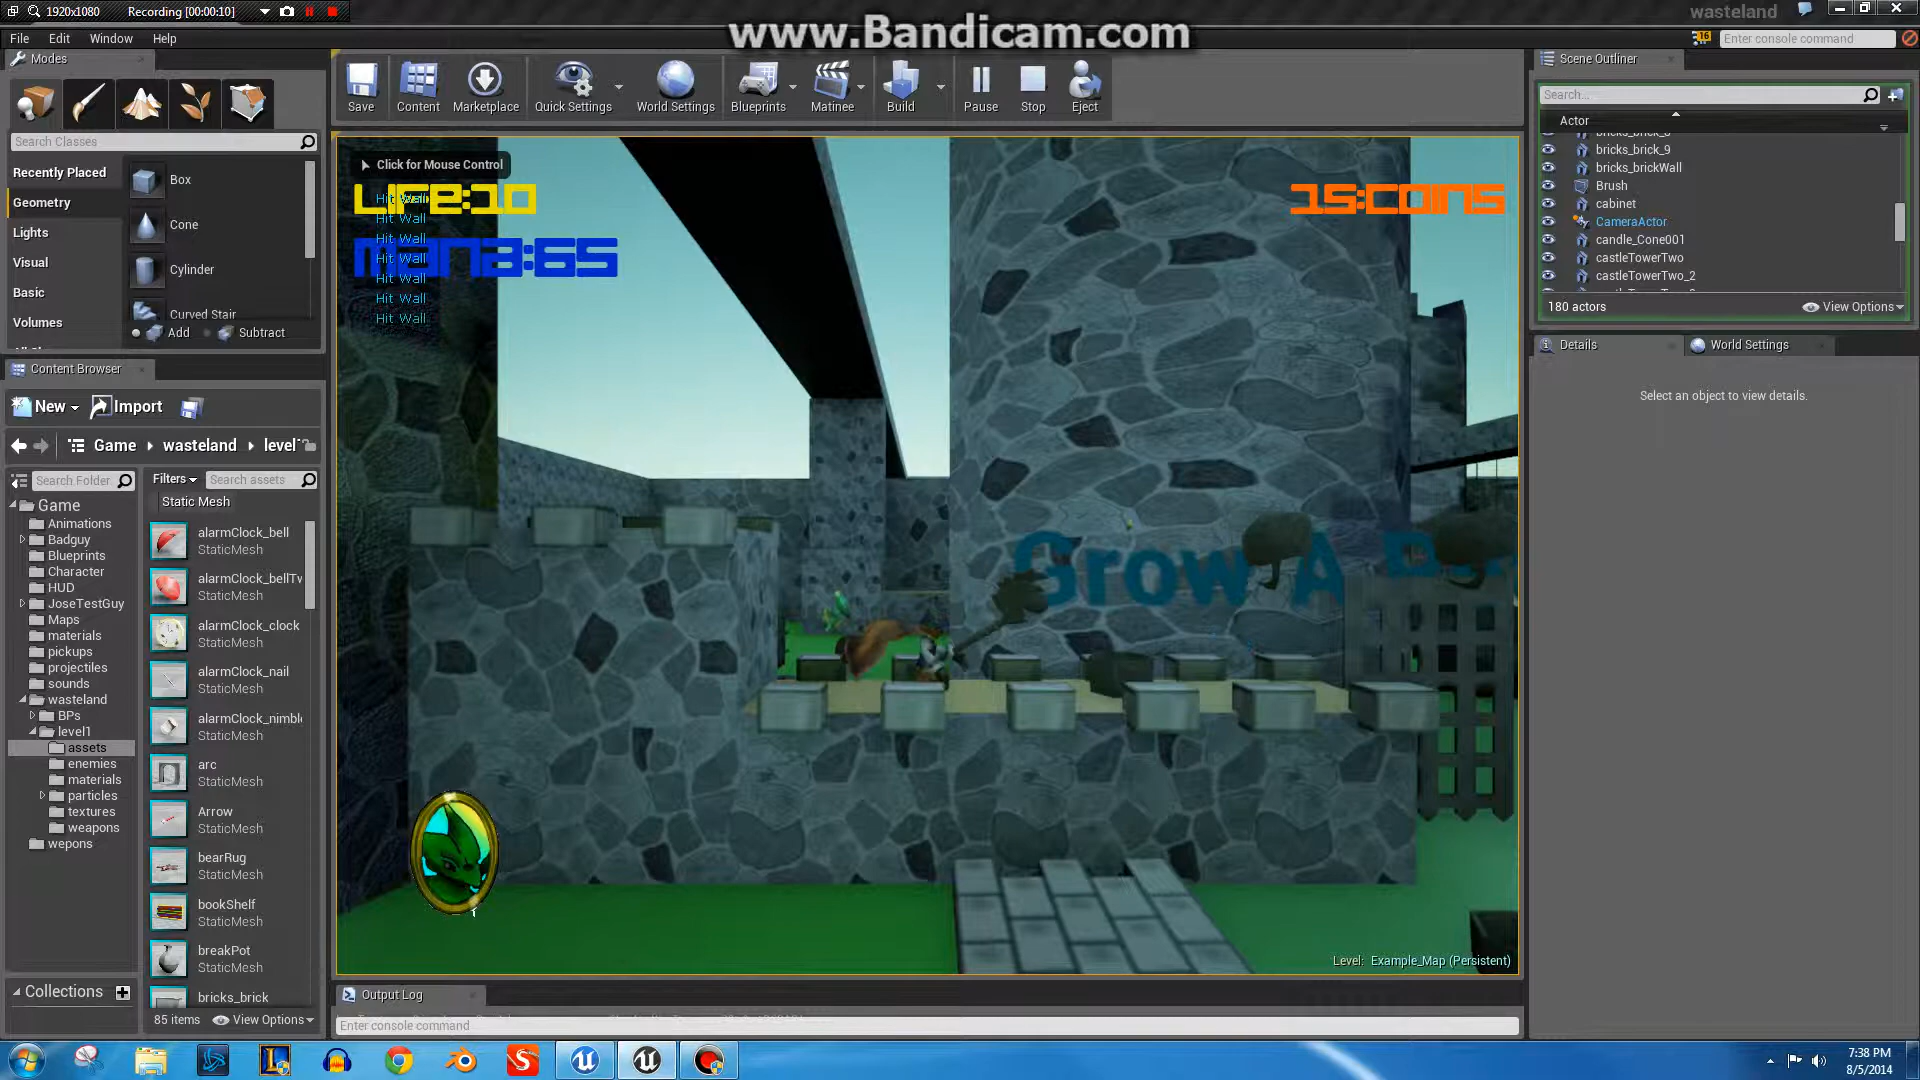 1920x1080
Recording [00:00:10]
www.Bandicam.com
wasteland
File
Edit
Window
Help
16
Enter console command
Modes
Save
Content
Marketplace
Quick Settings
World Settings
Blueprints
Matinee
Build
Pause
Stop
Eject
Scene Outliner
Search...
Search Classes
Actor
Recently Placed
Geometry
Lights
Visual
Basic
Volumes
Box
Cone
Cylinder
Curved Stair
Add
Subtract
Click for Mouse Control
LIFE:10
Mana:65
15:Coins
Hit Wall
Hit Wall
Hit Wall
Hit Wall
Hit Wall
Hit Wall
Hit Wall
Grow A
bricks_brick_8
bricks_brick_9
bricks_brickWall
Brush
cabinet
CameraActor
candle_Cone001
castleTowerTwo
castleTowerTwo_2
180 actors
View Options
Details
World Settings
Select an object to view details.
Content Browser
New
Import
Game
wasteland
level
Search Folder
Filters
Search assets
Static Mesh
Game
Animations
Badguy
Blueprints
Character
HUD
JoseTestGuy
Maps
materials
pickups
projectiles
sounds
wasteland
BPs
level1
assets
enemies
materials
particles
textures
weapons
wepons
alarmClock_bell
StaticMesh
alarmClock_bellTv
StaticMesh
alarmClock_clock
StaticMesh
alarmClock_nail
StaticMesh
alarmClock_nimble
StaticMesh
arc
StaticMesh
Arrow
StaticMesh
bearRug
StaticMesh
bookShelf
StaticMesh
breakPot
StaticMesh
bricks_brick
Collections
85 items
View Options
Level: Example_Map (Persistent)
Output Log
Enter console command
7:38 PM
8/5/2014